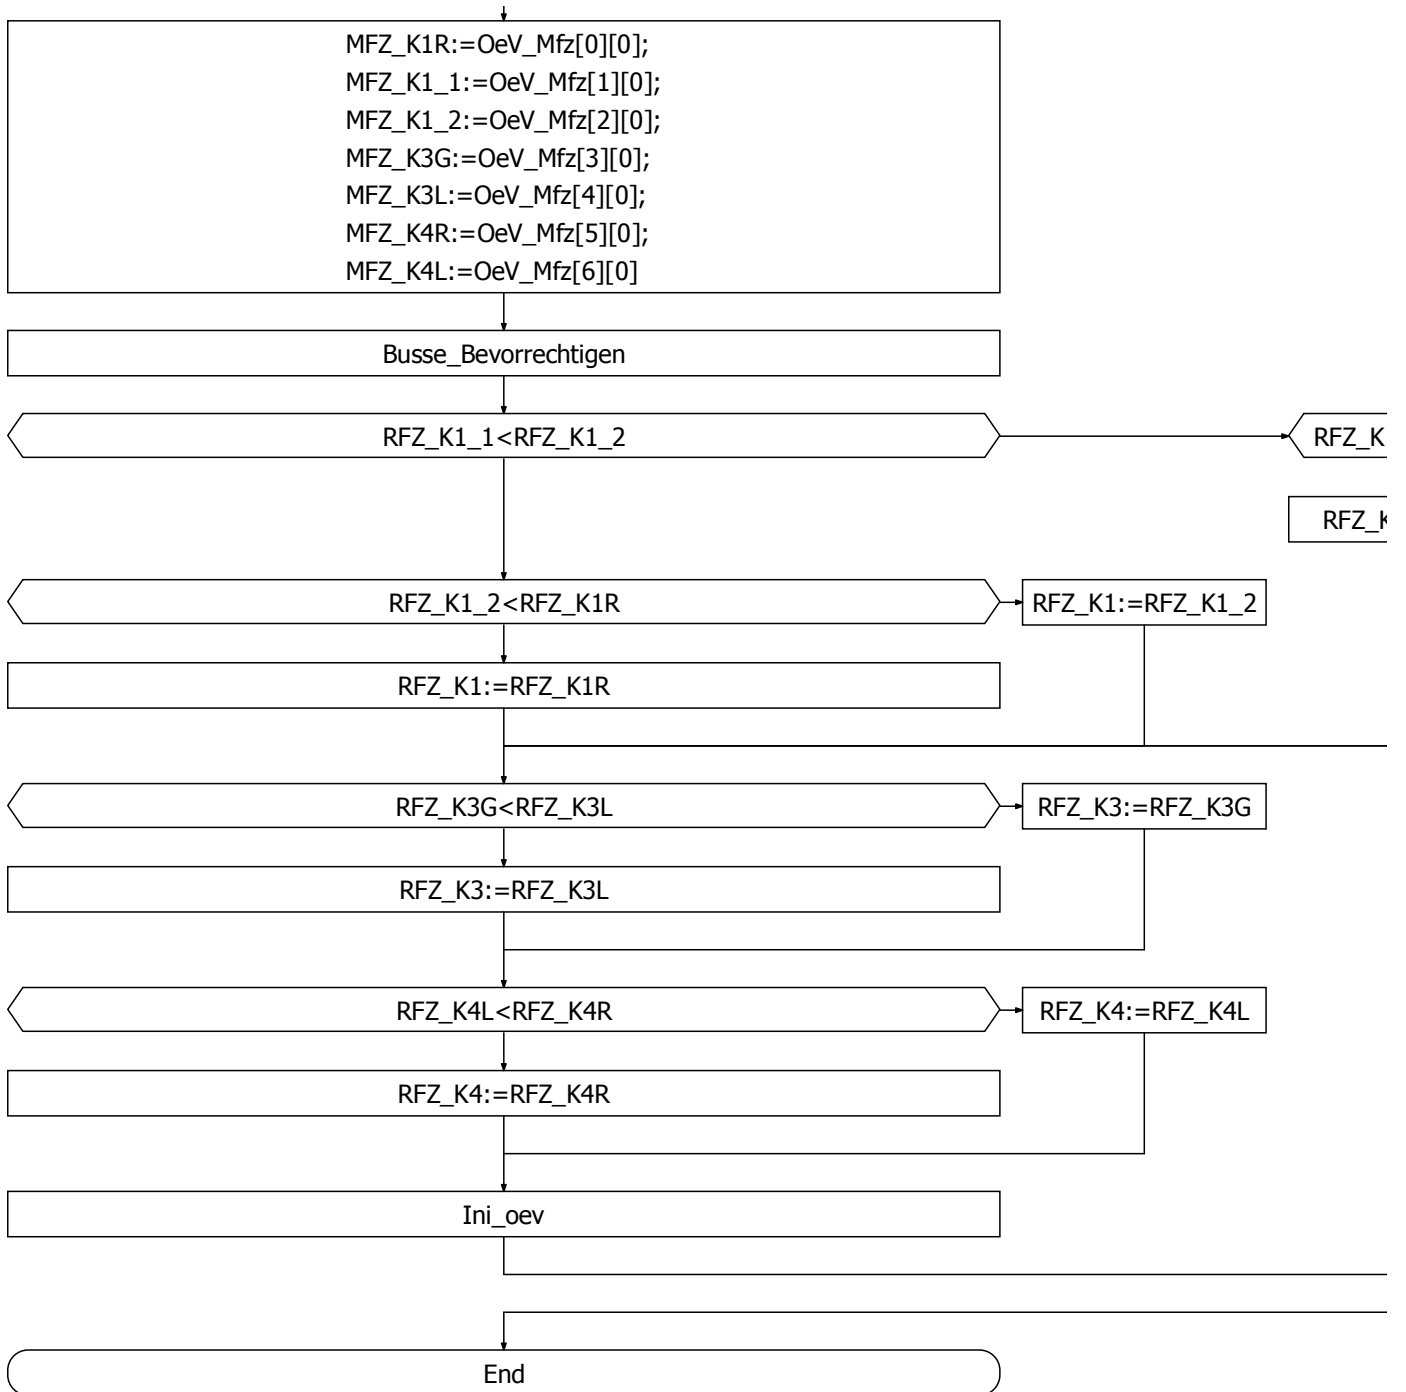 MFZ_K1R:=OeV_Mfz[0][0];
MFZ_K1_1:=OeV_Mfz[1][0];
MFZ_K1_2:=OeV_Mfz[2][0];
MFZ_K3G:=OeV_Mfz[3][0];
MFZ_K3L:=OeV_Mfz[4][0];
MFZ_K4R:=OeV_Mfz[5][0];
MFZ_K4L:=OeV_Mfz[6][0]
Busse_Bevorrechtigen
RFZ_K1_1<RFZ_K1_2
RFZ_K
RFZ_K
RFZ_K1_2<RFZ_K1R
RFZ_K1:=RFZ_K1_2
RFZ_K1:=RFZ_K1R
RFZ_K3G<RFZ_K3L
RFZ_K3:=RFZ_K3G
RFZ_K3:=RFZ_K3L
RFZ_K4L<RFZ_K4R
RFZ_K4:=RFZ_K4L
RFZ_K4:=RFZ_K4R
Ini_oev
End